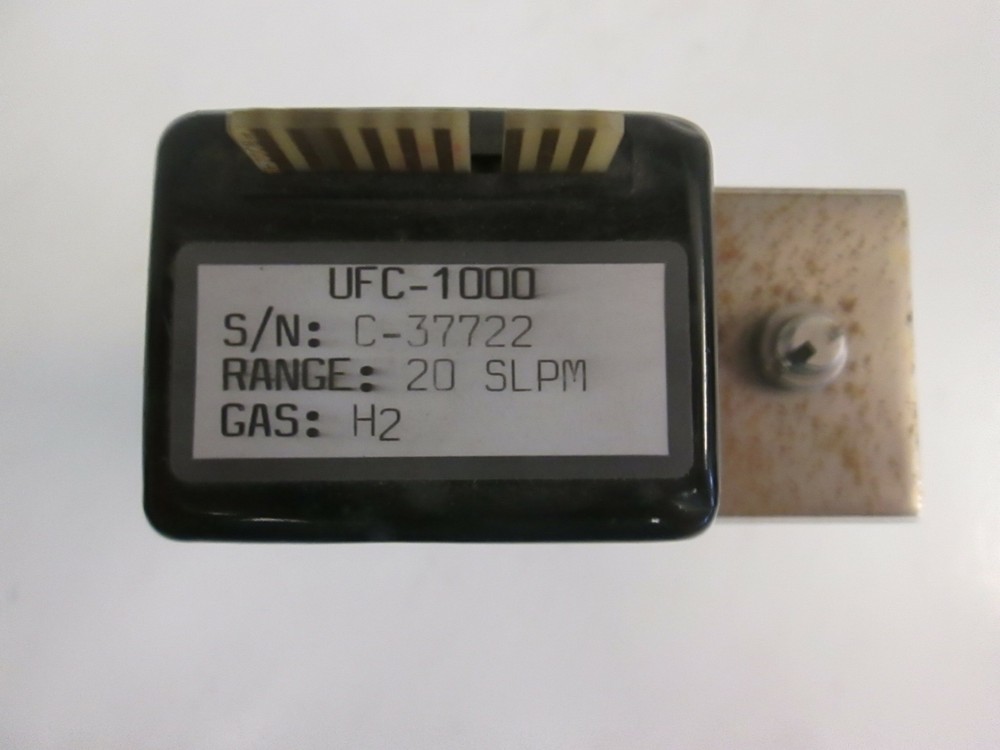 UFC-1000
S/N: C-37722
RANGE: 20 SLPM
GAS: H2